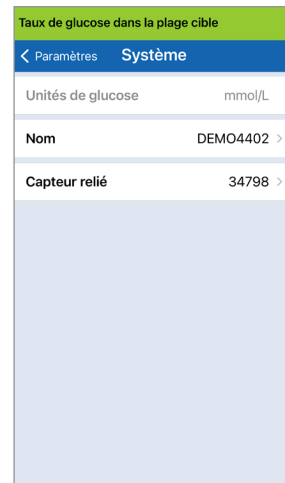 Taux de glucose dans la plage cible
Paramètres Système
Unités de glucose mmol/L
Nom DEMO4402
Capteur relié 34798